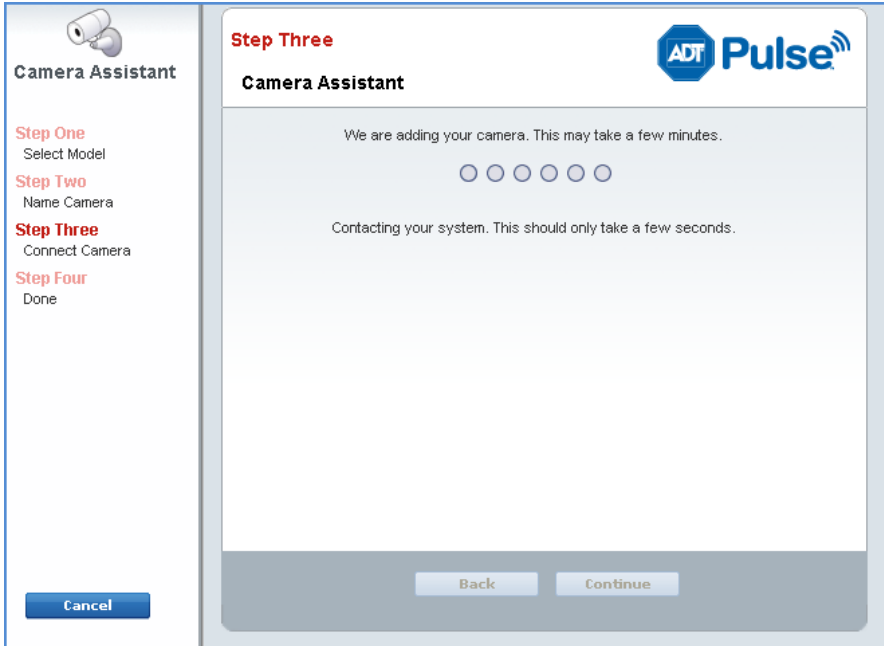 Camera Assistant
Step One
Select Model
Step Two
Name Camera
Step Three
Connect Camera
Step Four
Done
Cancel
Step Three
Camera Assistant
ADT Pulse
We are adding your camera. This may take a few minutes.
Contacting your system. This should only take a few seconds.
Back Continue